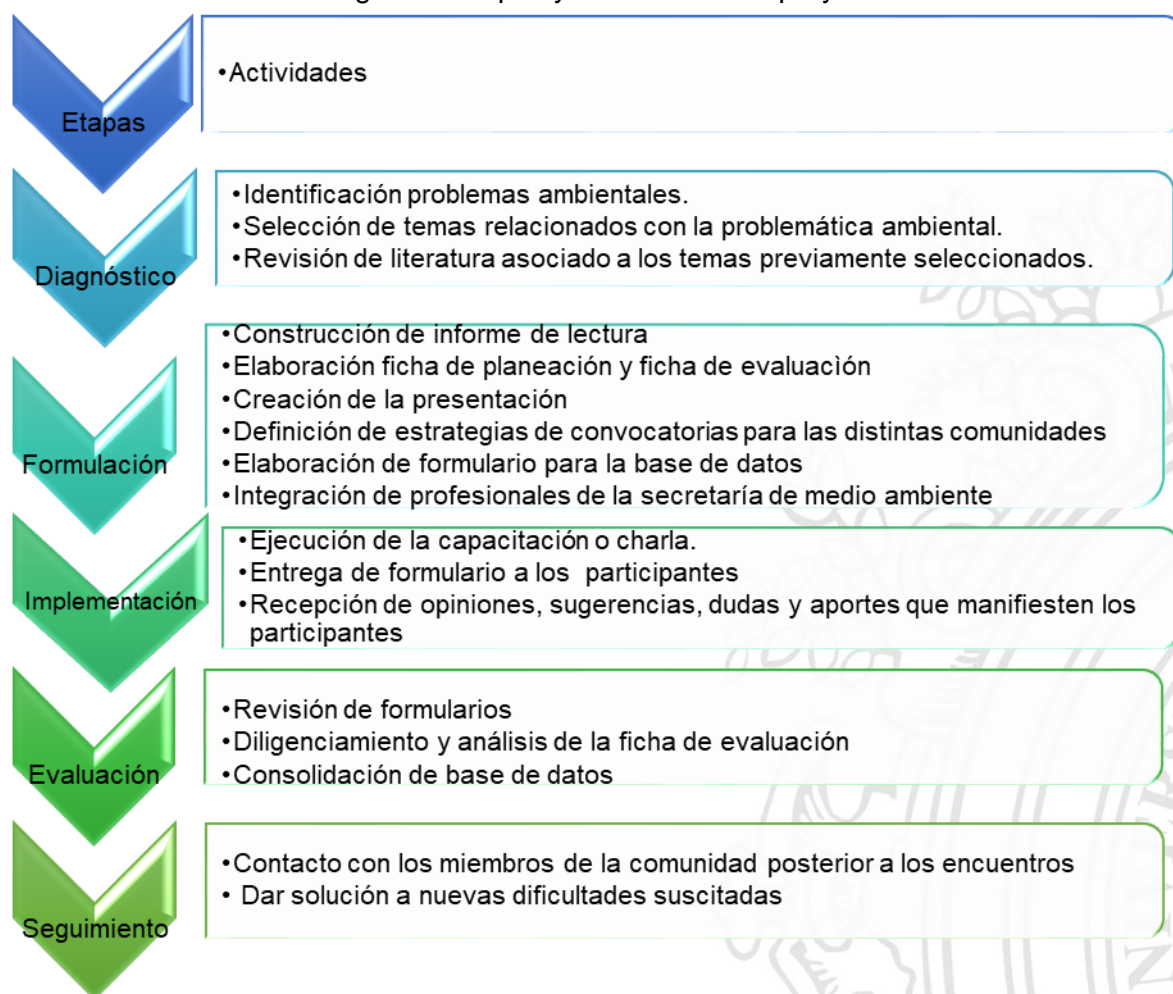 Etapas
•Actividades
Diagnóstico
•Identificación problemas ambientales.
•Selección de temas relacionados con la problemática ambiental.
•Revisión de literatura asociado a los temas previamente seleccionados.
Formulación
•Construcción de informe de lectura
•Elaboración ficha de planeación y ficha de evaluaciòn
•Creación de la presentación
•Definición de estrategias de convocatorias para las distintas comunidades
•Elaboración de formulario para la base de datos
•Integración de profesionales de la secretaría de medio ambiente
Implementación
•Ejecución de la capacitación o charla.
•Entrega de formulario a los participantes
•Recepción de opiniones, sugerencias, dudas y aportes que manifiesten los
participantes
Evaluación
•Revisión de formularios
•Diligenciamiento y análisis de la ficha de evaluación
•Consolidación de base de datos
Seguimiento
•Contacto con los miembros de la comunidad posterior a los encuentros
• Dar solución a nuevas dificultades suscitadas